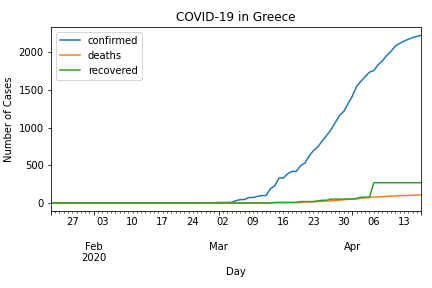 COVID-19 in Greece
confirmed
deaths
recovered
Number of Cases
2000
1500
1000
500
0
27 03 10 17 24 02 09 16 23 30 06 13
Feb Mar Apr
2020
Day